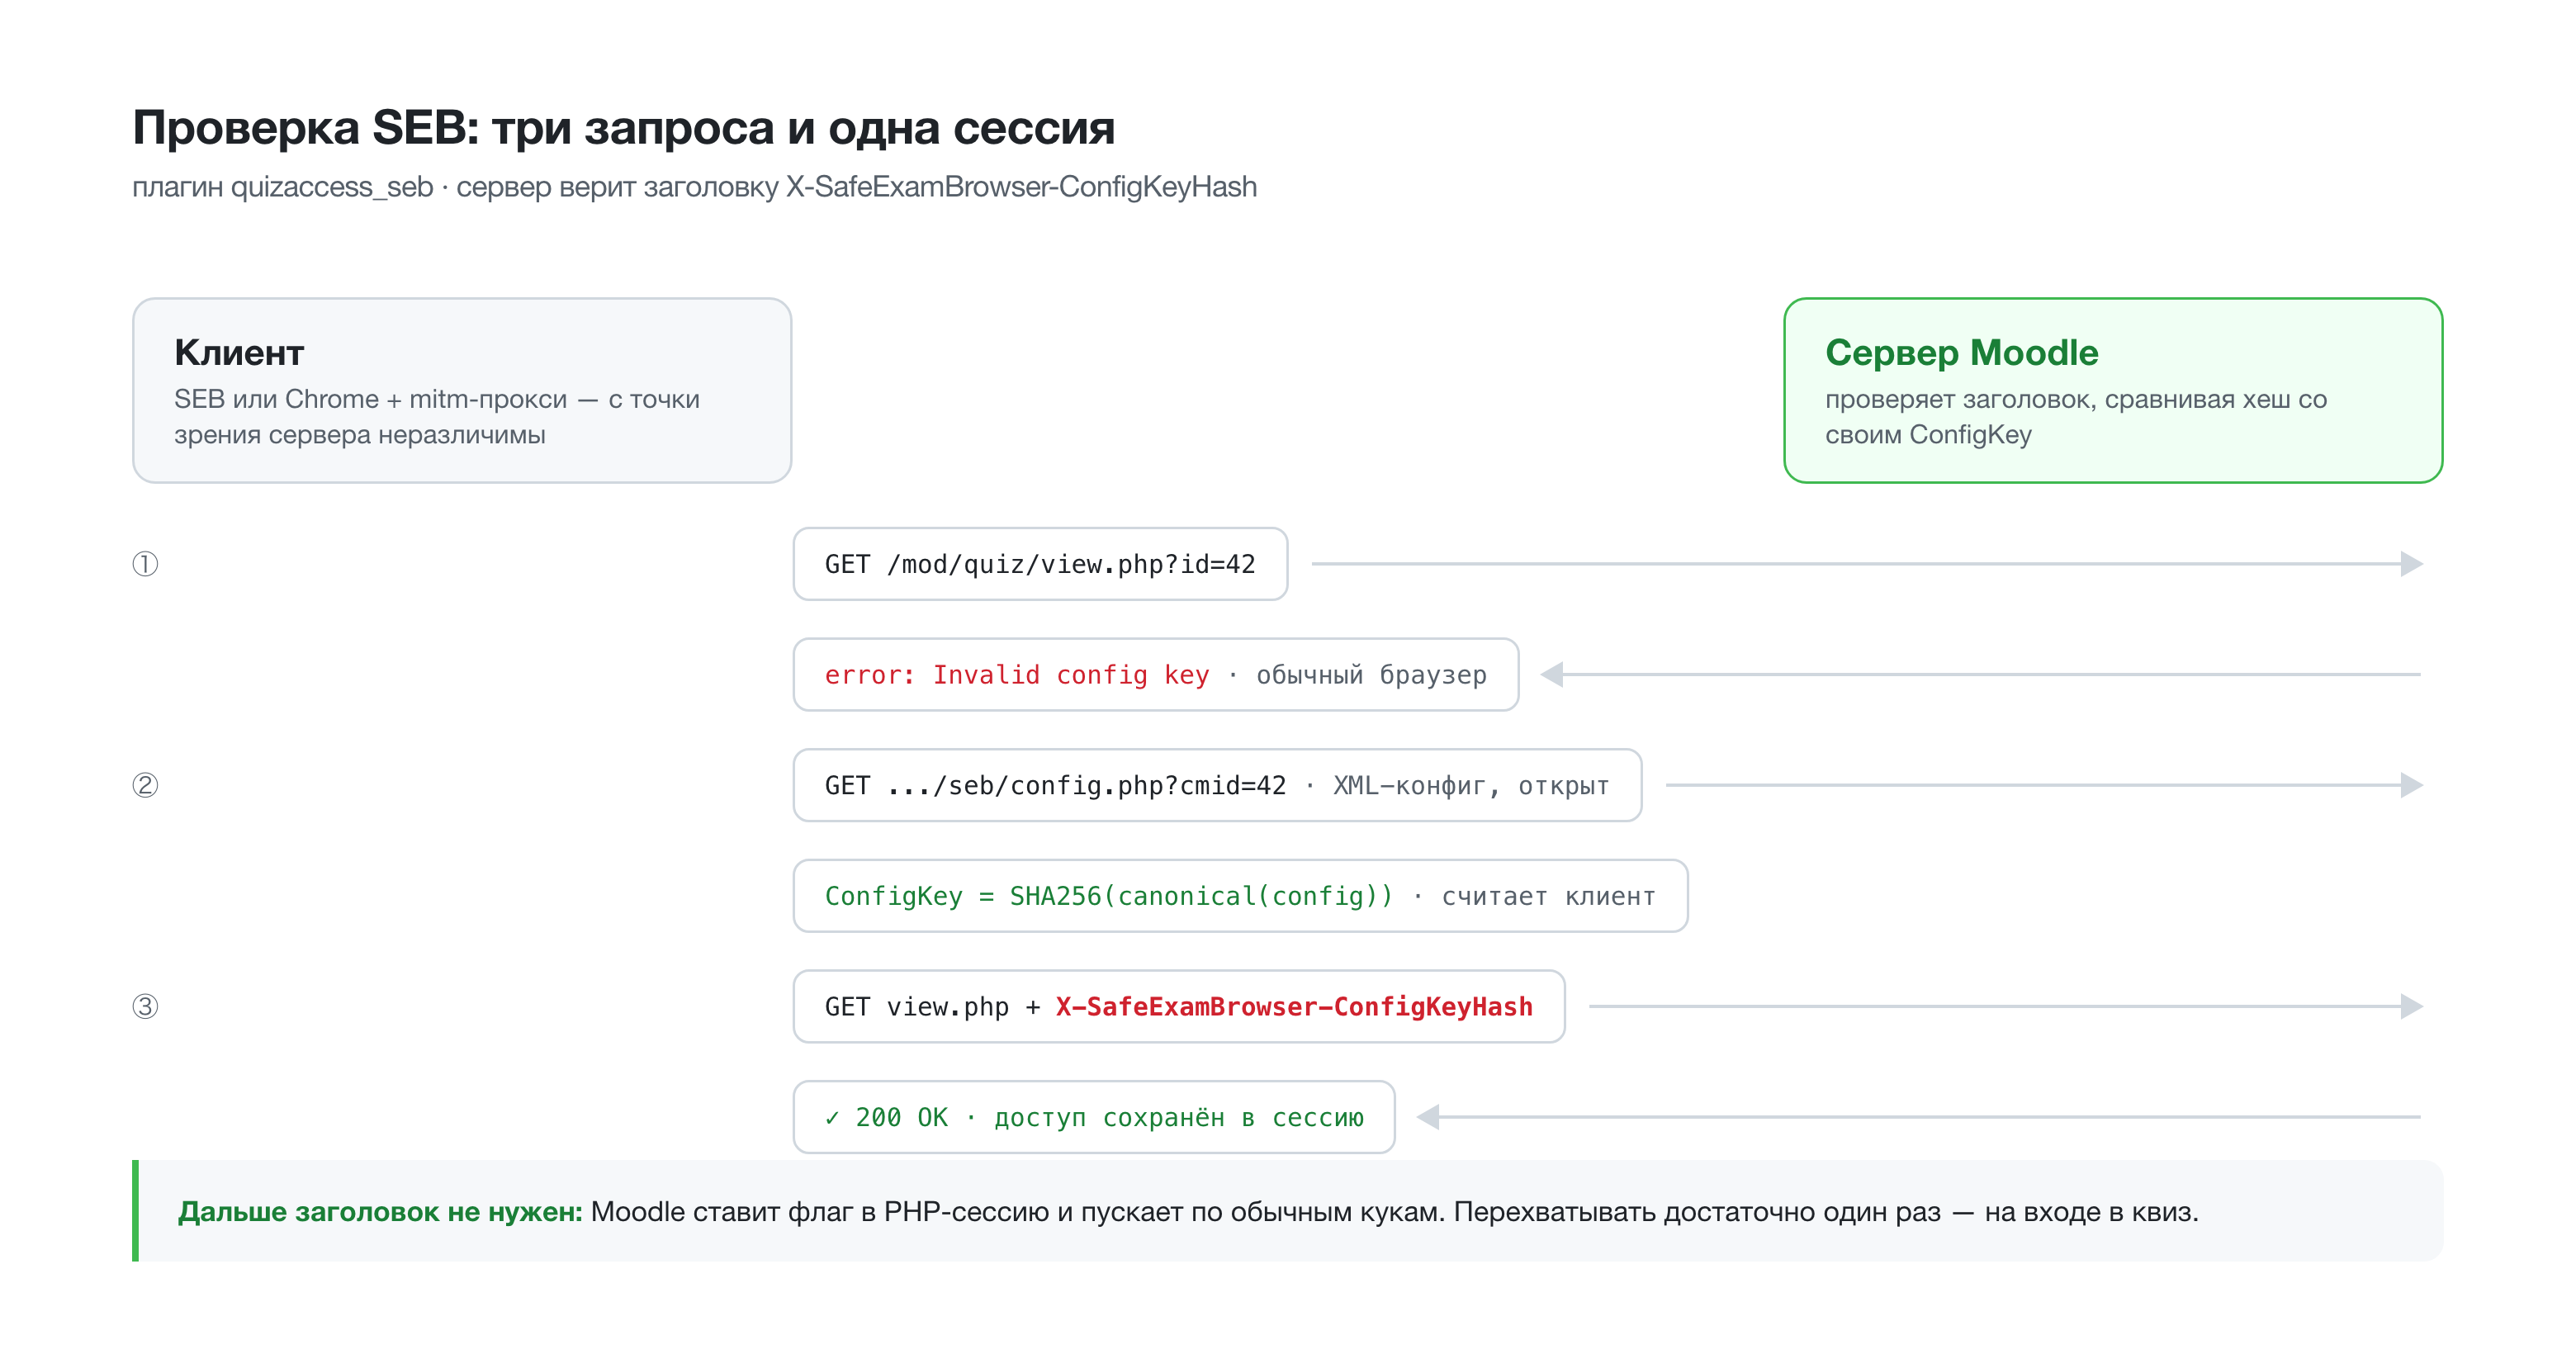 Проверка SEB: три запроса и одна сессия
плагин quizaccess_seb · сервер верит заголовку X-SafeExamBrowser-ConfigKeyHash
Клиент
SEB или Chrome + mitm-прокси — с точки
зрения сервера неразличимы
Сервер Moodle
проверяет заголовок, сравнивая хеш со
своим ConfigKey
① GET /mod/quiz/view.php?id=42
error: Invalid config key · обычный браузер
② GET .../seb/config.php?cmid=42 · XML-конфиг, открыт
ConfigKey = SHA256(canonical(config)) · считает клиент
③ GET view.php + X-SafeExamBrowser-ConfigKeyHash
✓ 200 OK · доступ сохранён в сессию
Дальше заголовок не нужен: Moodle ставит флаг в PHP-сессию и пускает по обычным кукам. Перехватывать достаточно один раз — на входе в квиз.